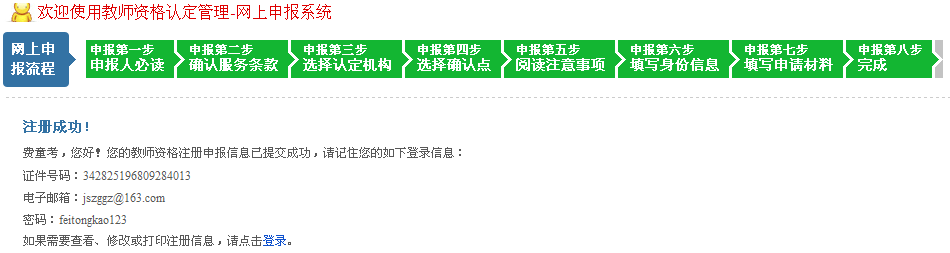 欢迎使用教师资格认定管理-网上申报系统
网上申
报流程
申报第一步
申报人必读
申报第二步
确认服务条款
申报第三步
选择认定机构
申报第四步
选择确认点
申报第五步
阅读注意事项
申报第六步
填写身份信息
申报第七步
填写申请材料
申报第八步
完成
注册成功！
费童考，您好！您的教师资格注册申报信息已提交成功，请记住您的如下登录信息：
证件号码：342825196809284013
电子邮箱：jszggz@163.com
密码：feitongkao123
如果需要查看、修改或打印注册信息，请点击登录。